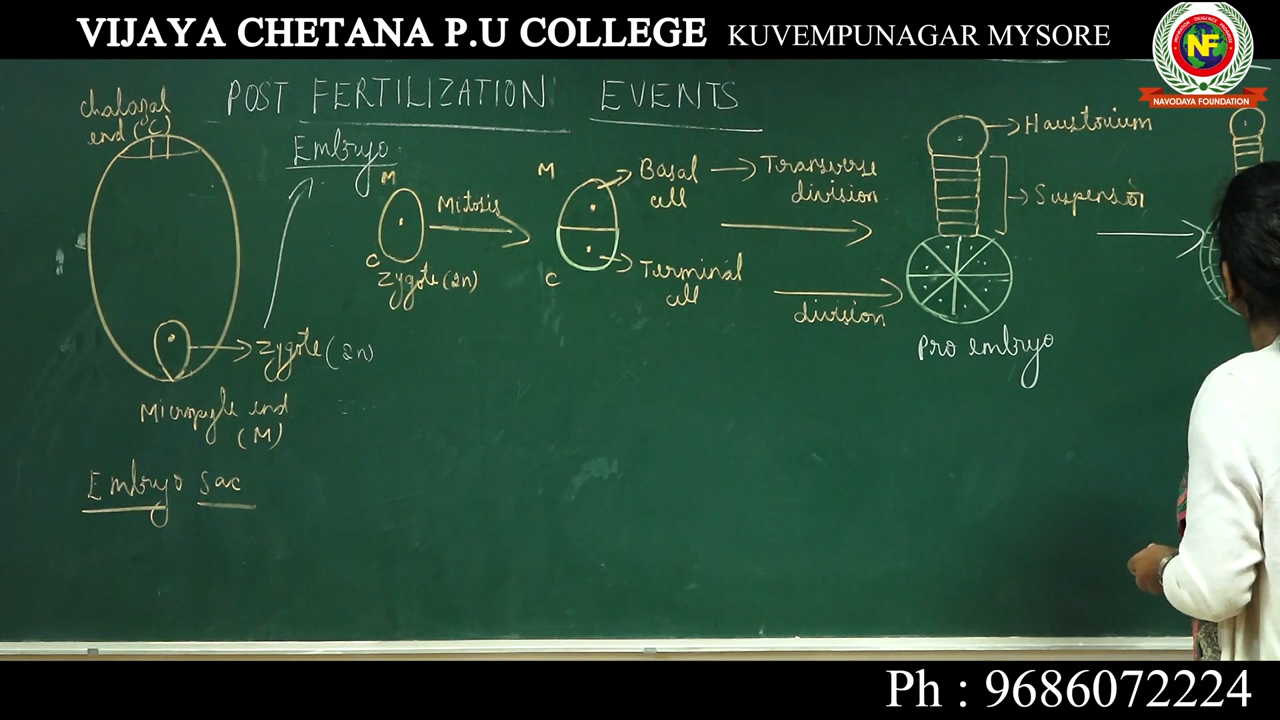 VIJAYA CHETANA P.U COLLEGE KUVEMPUNAGAR MYSORE
NF
NAVODAYA FOUNDATION
POST FERTILIZATION EVENTS
Chalazal
end (C)
Embryo
M
Mitosis
C
Zygote (2n)
M
Basal
cell
Transverse
division
C
Terminal
cell
division
Haustorium
Suspensor
Pro embryo
Zygote (2n)
Micropyle end
(M)
Embryo Sac
Ph : 9686072224